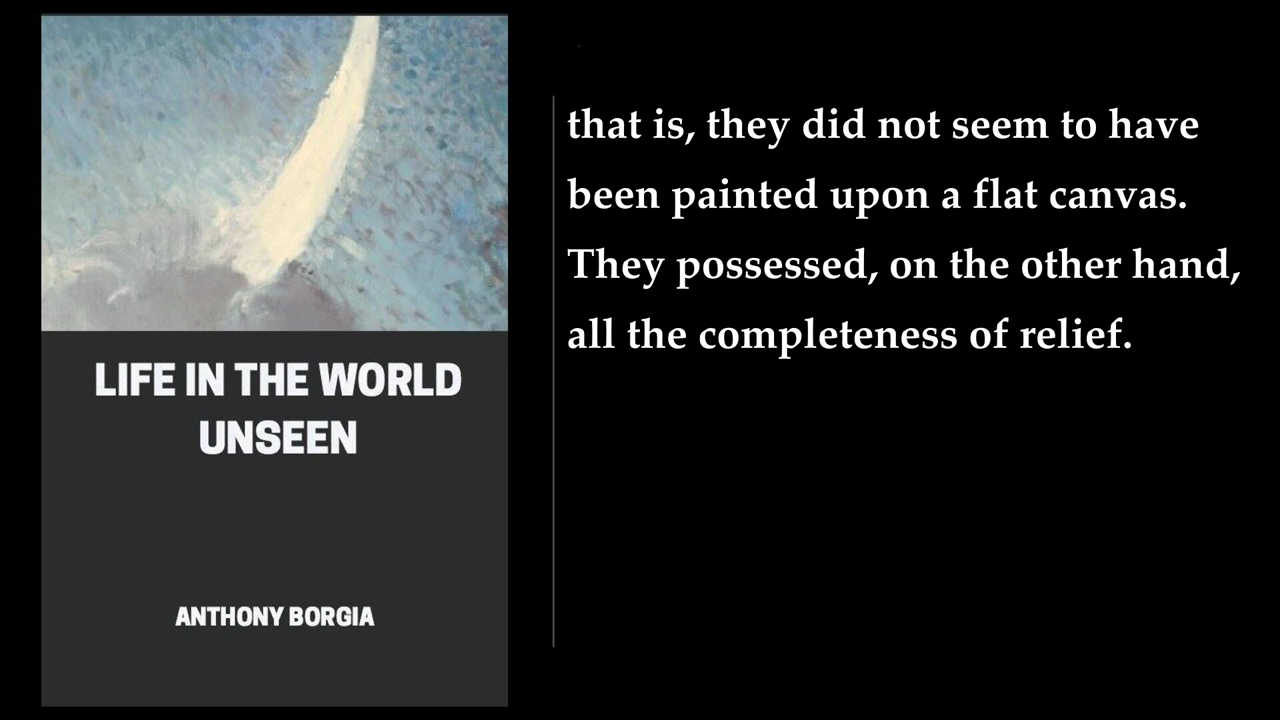 LIFE IN THE WORLD
UNSEEN
ANTHONY BORGIA
that is, they did not seem to have
been painted upon a flat canvas.
They possessed, on the other hand,
all the completeness of relief.